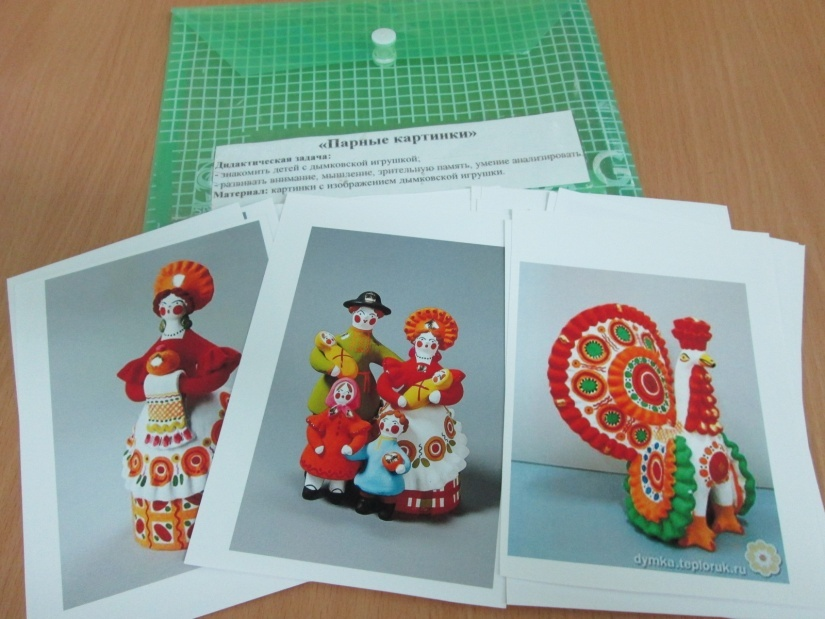 «Парные картинки»
Дидактическая задача:
- знакомить детей с дымковской игрушкой;
- развивать внимание, мышление, зрительную память, умение анализировать.
Материал: картинки с изображением дымковской игрушки.
dymka.teploruk.ru